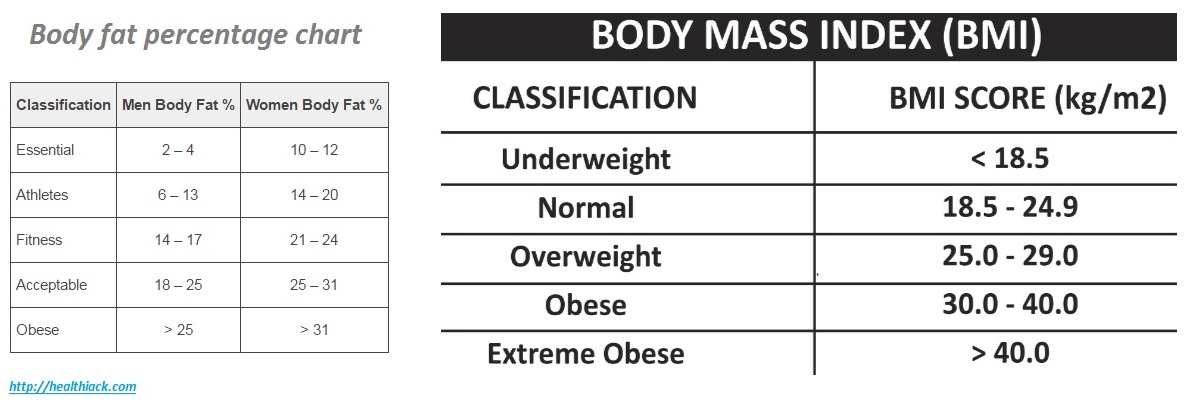 Body fat percentage chart
Classification Men Body Fat % Women Body Fat %
Essential 2 – 4 10 – 12
Athletes 6 – 13 14 – 20
Fitness 14 – 17 21 – 24
Acceptable 18 – 25 25 – 31
Obese > 25 > 31
http://healthiack.com
BODY MASS INDEX (BMI)
CLASSIFICATION BMI SCORE (kg/m2)
Underweight < 18.5
Normal 18.5 - 24.9
Overweight 25.0 - 29.0
Obese 30.0 - 40.0
Extreme Obese > 40.0